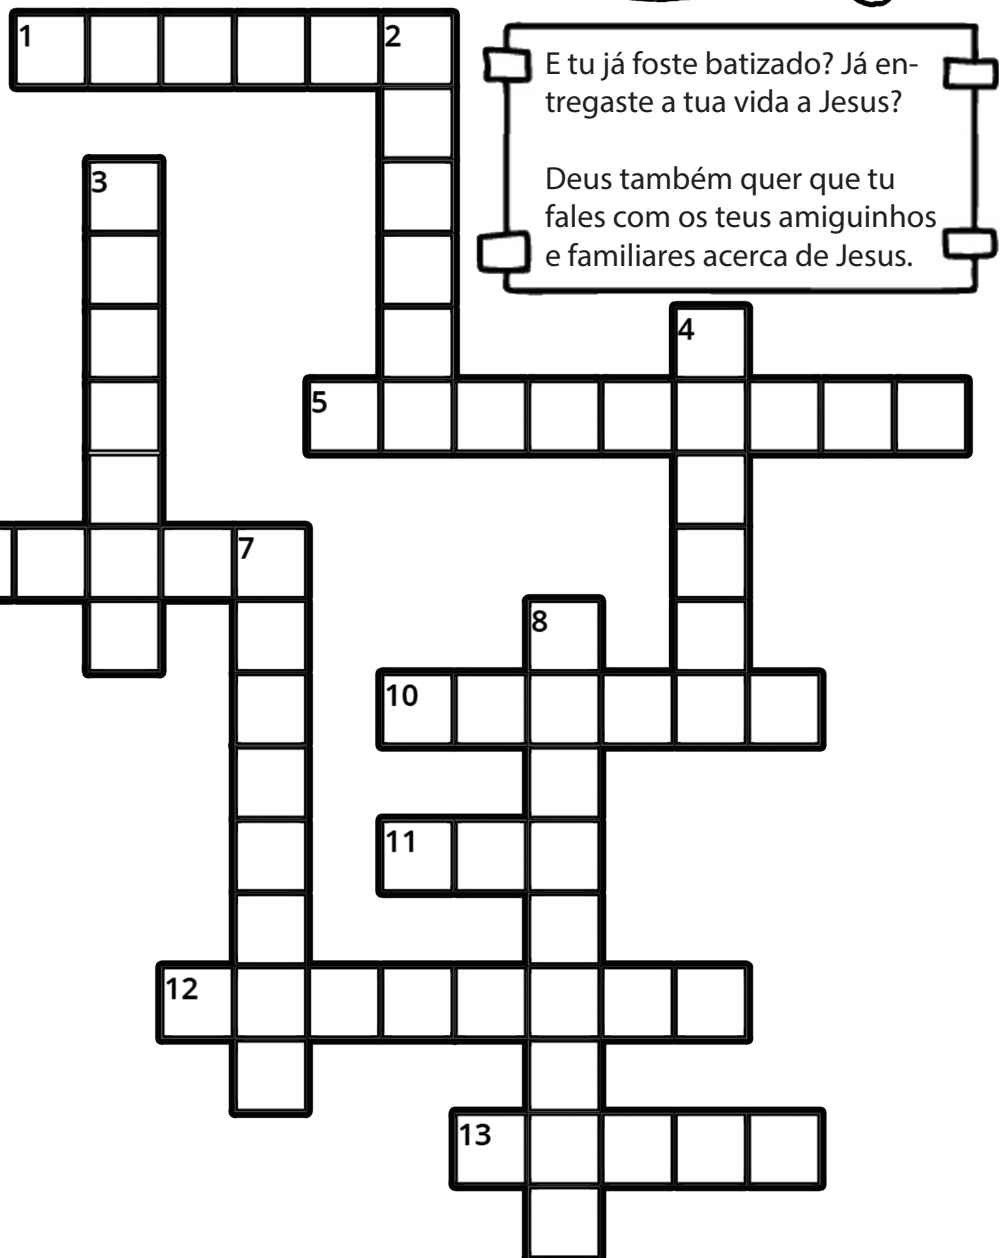 1
2
E tu já foste batizado? Já en-
tregaste a tua vida a Jesus?
Deus também quer que tu
fales com os teus amiguinhos
e familiares acerca de Jesus.
3
4
5
7
8
10
11
12
13